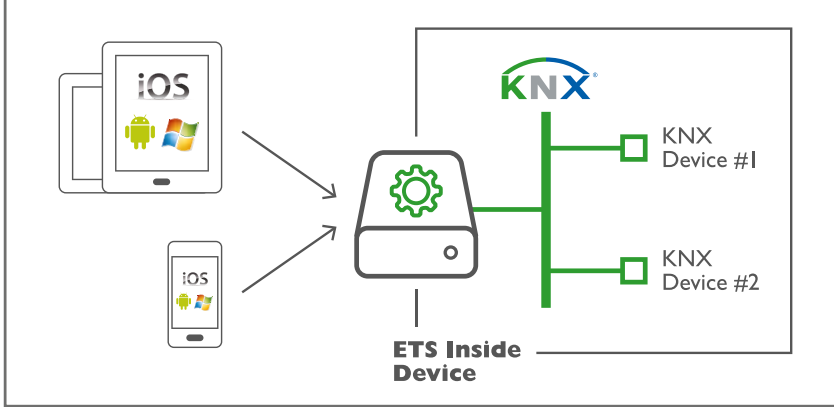 iOS
iOS
KNX®
KNX
Device #1
KNX
Device #2
ETS Inside
Device